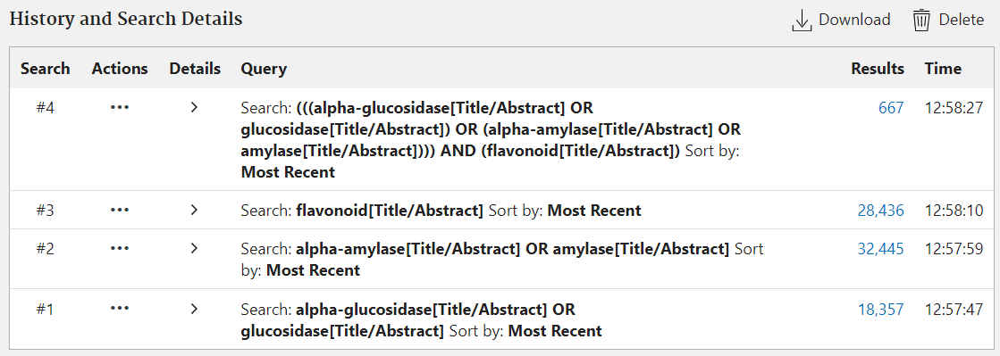 History and Search Details
Download
Delete
Search Actions Details Query Results Time
#4 ••• Search: (((alpha-glucosidase[Title/Abstract] OR 667 12:58:27
glucosidase[Title/Abstract]) OR (alpha-amylase[Title/Abstract] OR
amylase[Title/Abstract]))) AND (flavonoid[Title/Abstract]) Sort by:
Most Recent
#3 ••• Search: flavonoid[Title/Abstract] Sort by: Most Recent 28,436 12:58:10
#2 ••• Search: alpha-amylase[Title/Abstract] OR amylase[Title/Abstract] Sort 32,445 12:57:59
by: Most Recent
#1 ••• Search: alpha-glucosidase[Title/Abstract] OR 18,357 12:57:47
glucosidase[Title/Abstract] Sort by: Most Recent